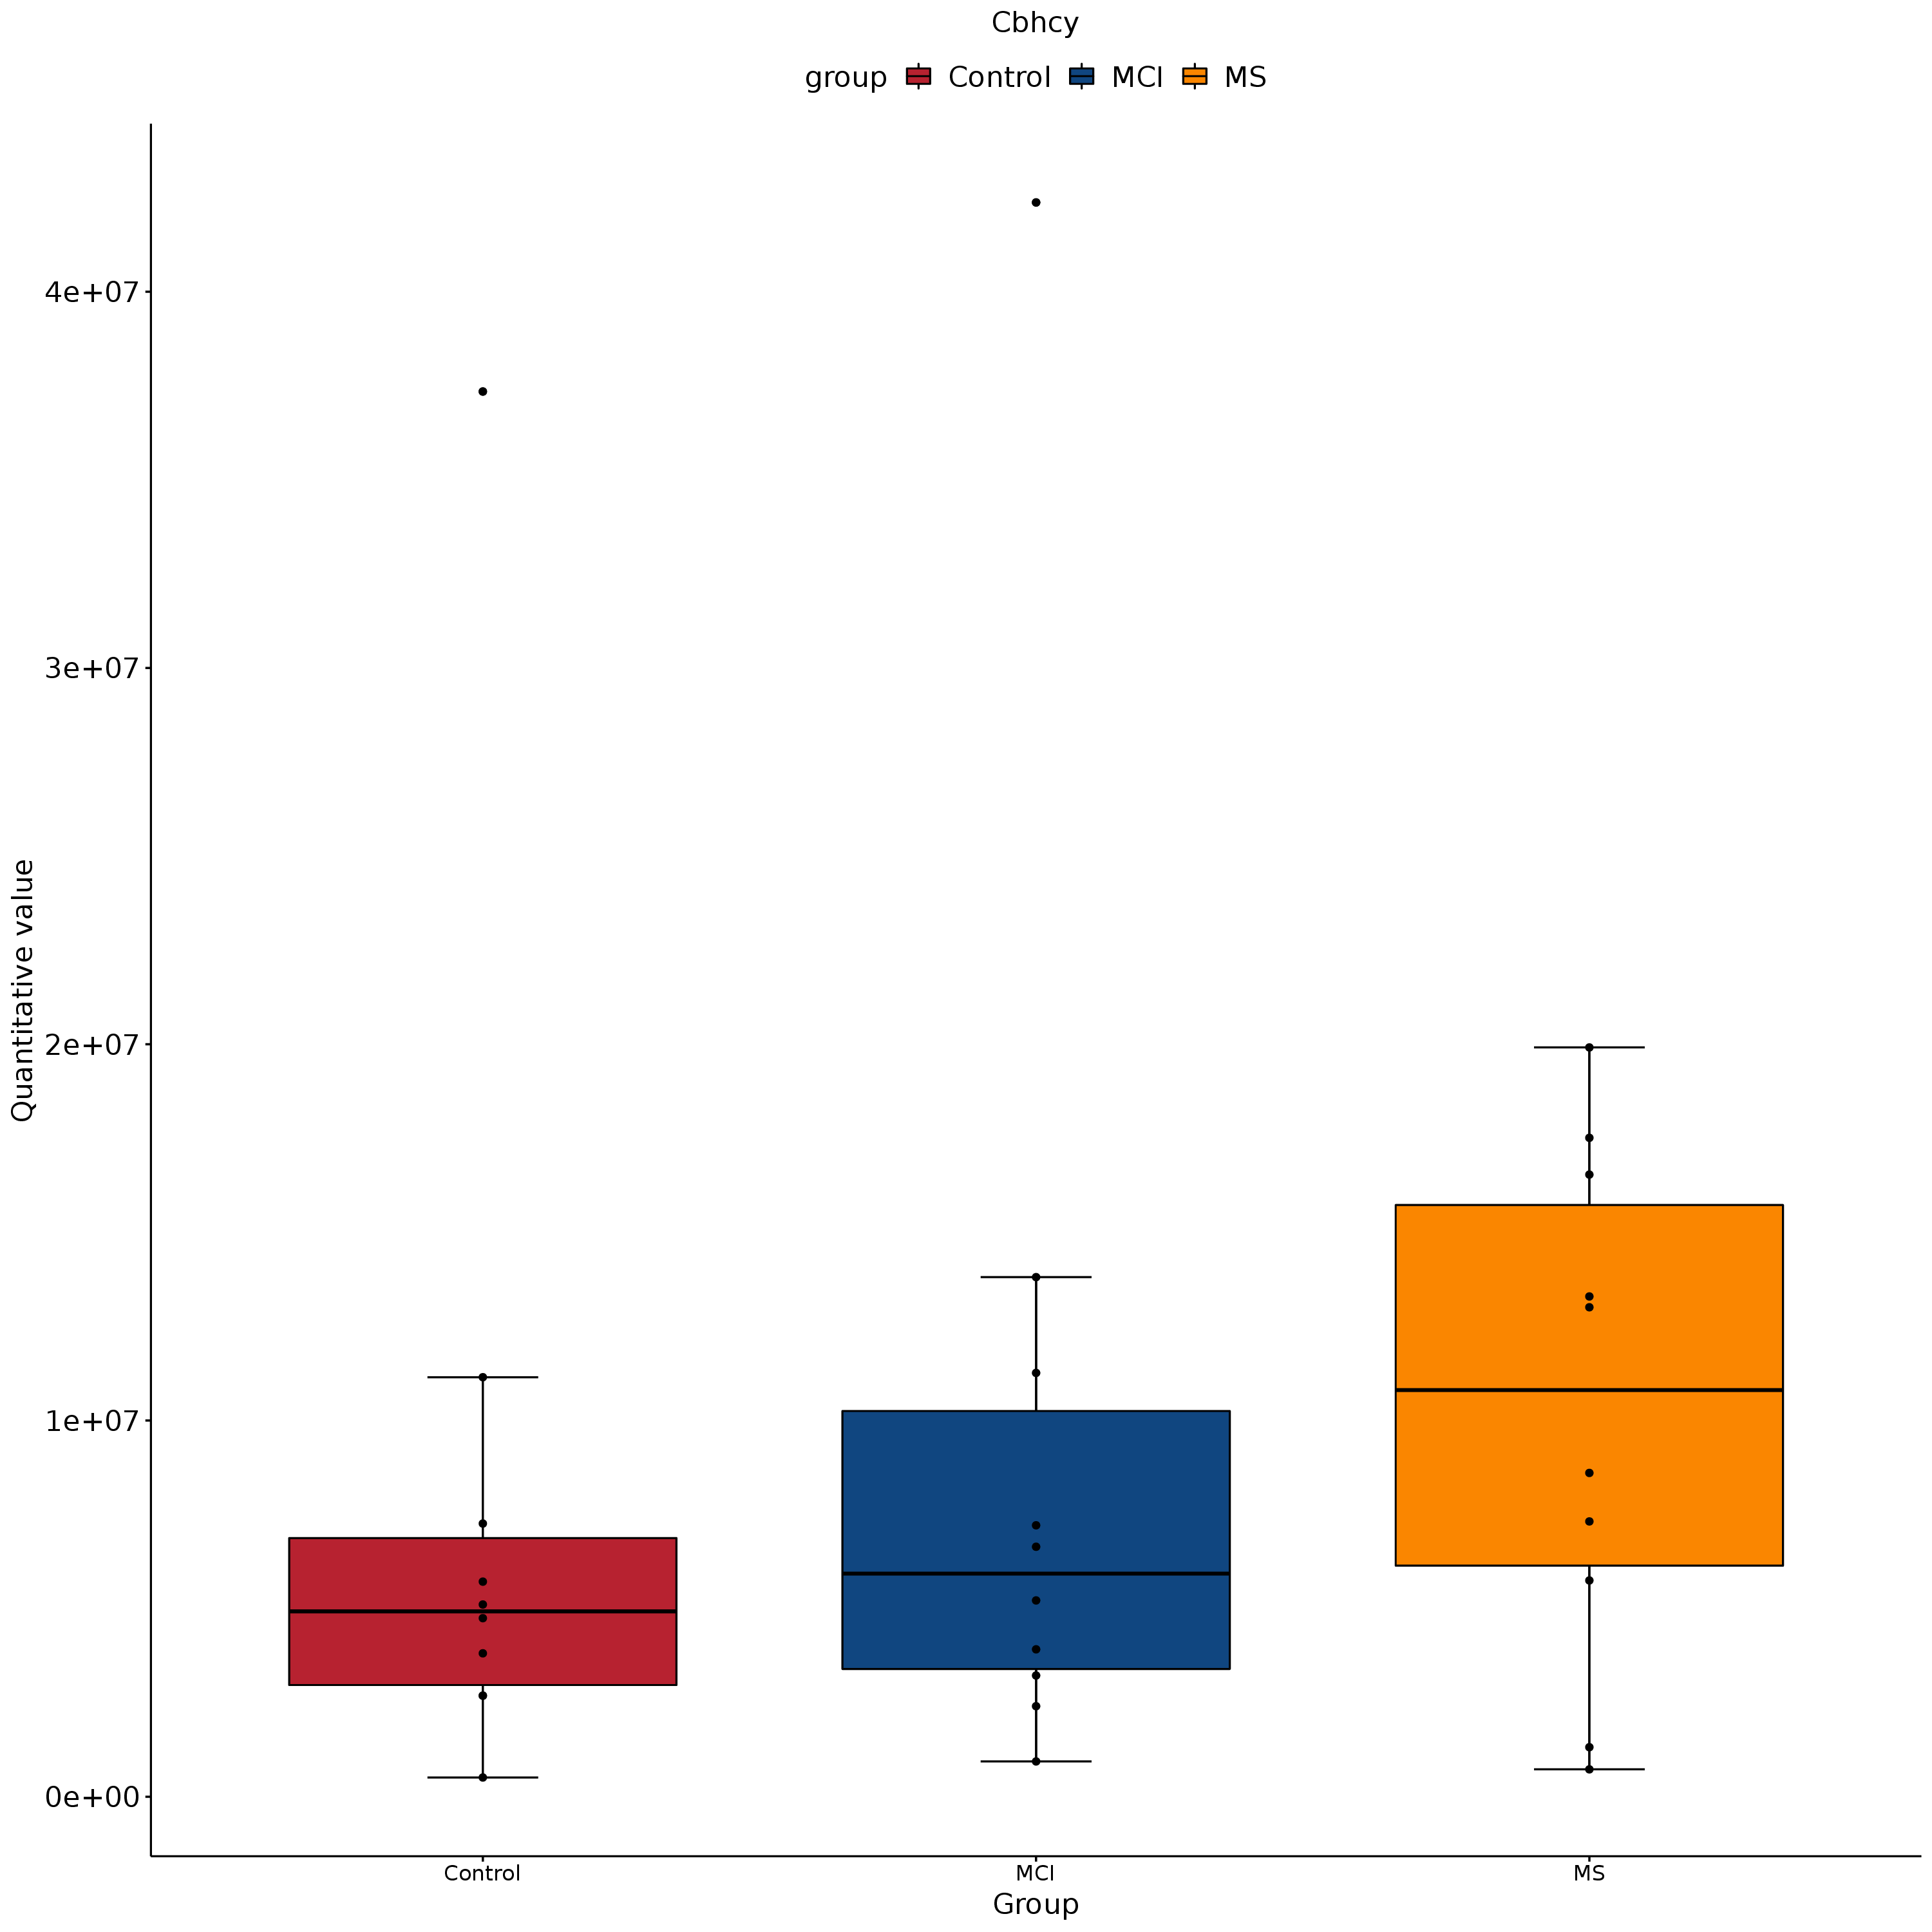 Cbhcy
group Control MCI MS
Quantitative value
4e+07
3e+07
2e+07
1e+07
0e+00
Control MCI MS
Group